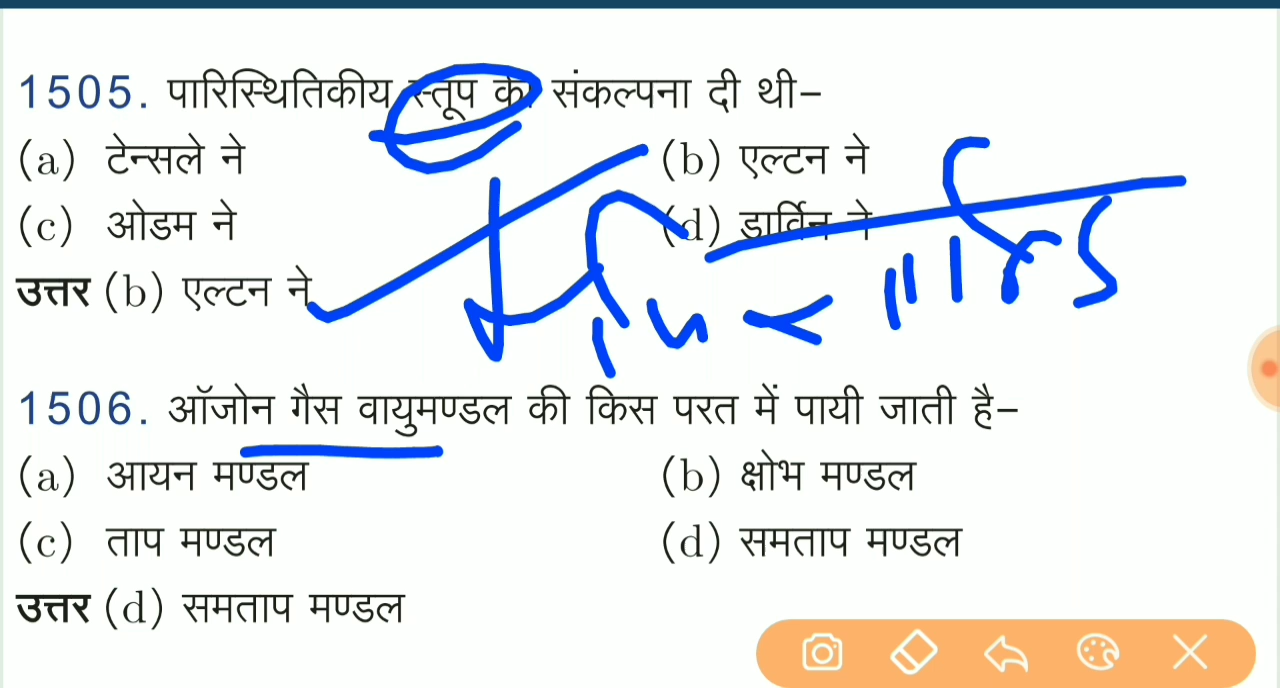 1505. पारिस्थितिकीय स्तूप की संकल्पना दी थी–
(a) टेन्सले ने (b) एल्टन ने
(c) ओडम ने (d) डार्विन ने
उत्तर (b) एल्टन ने
1506. ऑजोन गैस वायुमण्डल की किस परत में पायी जाती है–
(a) आयन मण्डल (b) क्षोभ मण्डल
(c) ताप मण्डल (d) समताप मण्डल
उत्तर (d) समताप मण्डल